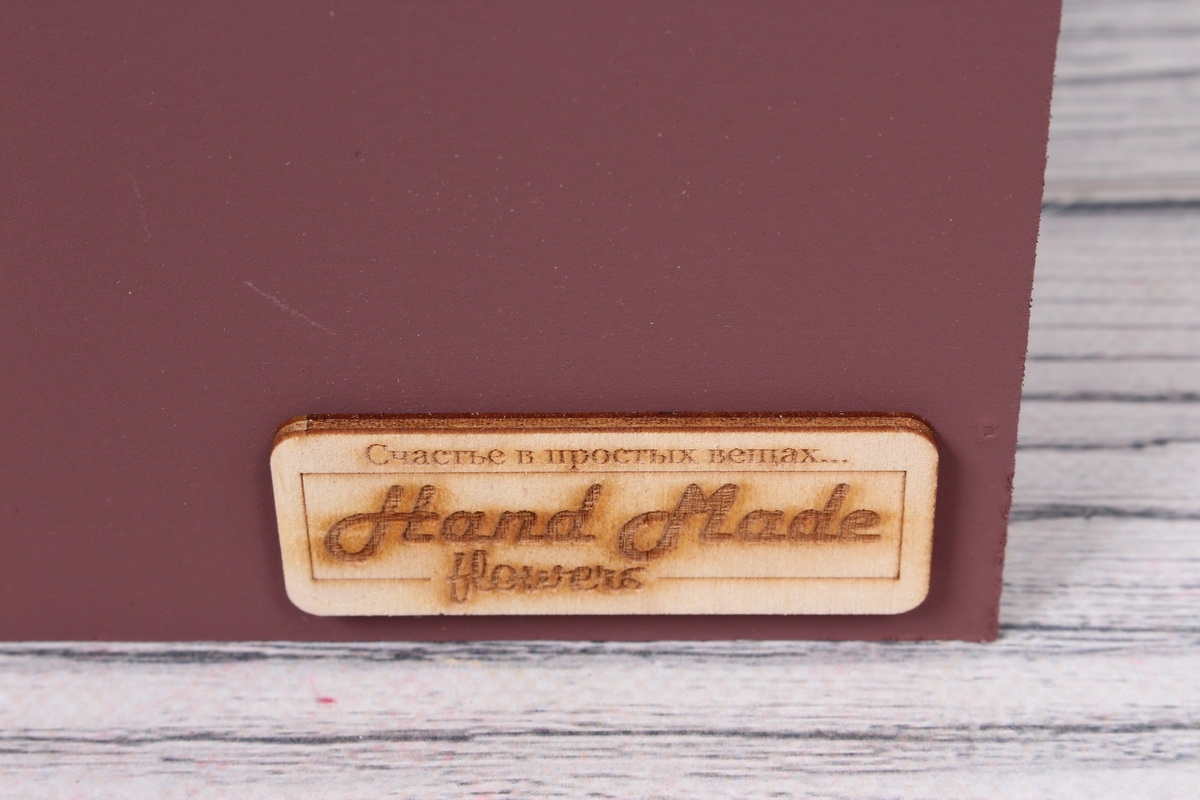 Счастье в простых вещах...
Hand Made
flowers